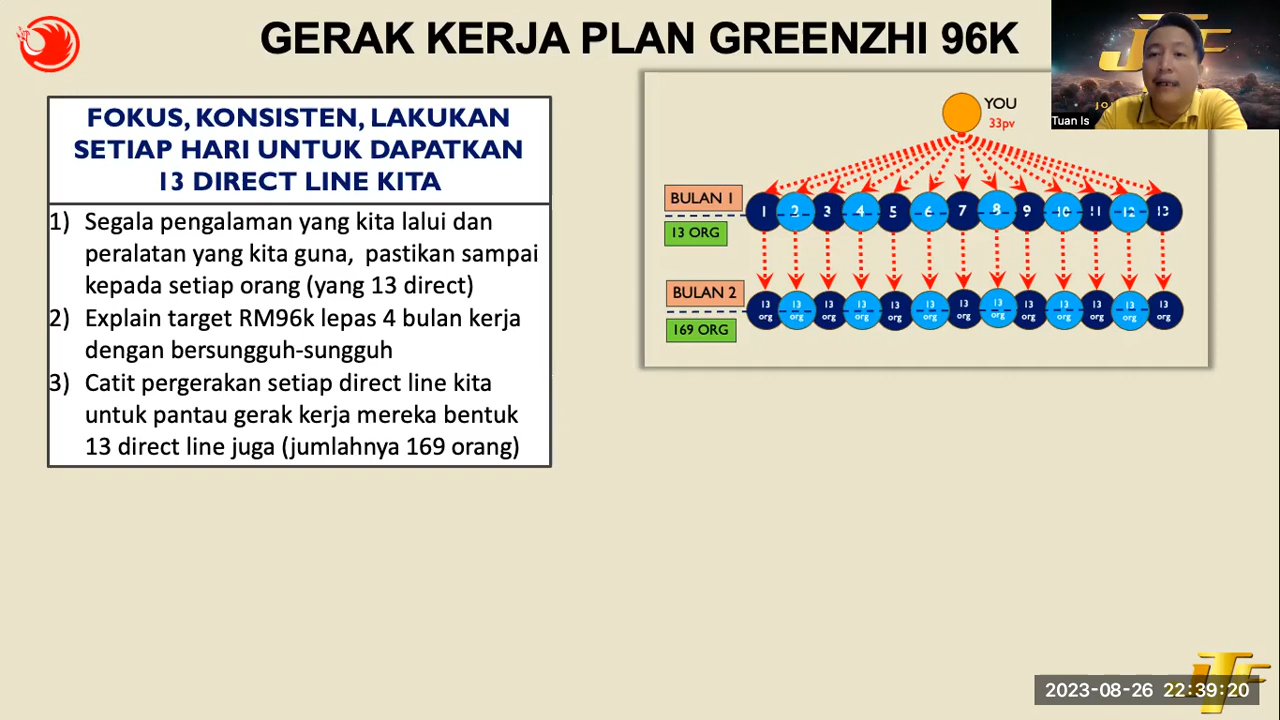 GERAK KERJA PLAN GREENZHI 96K
FOKUS, KONSISTEN, LAKUKAN
SETIAP HARI UNTUK DAPATKAN
13 DIRECT LINE KITA
1) Segala pengalaman yang kita lalui dan
peralatan yang kita guna, pastikan sampai
kepada setiap orang (yang 13 direct)
2) Explain target RM96k lepas 4 bulan kerja
dengan bersungguh-sungguh
3) Catit pergerakan setiap direct line kita
untuk pantau gerak kerja mereka bentuk
13 direct line juga (jumlahnya 169 orang)
YOU
33pv
BULAN 1
1 2 3 4 5 6 7 8 9 10 11 12 13
13 ORG
BULAN 2
13 13 13 13 13 13 13 13 13 13 13 13 13
org org org org org org org org org org org org org
169 ORG
Tuan Is
JTF
2023-08-26 22:39:20